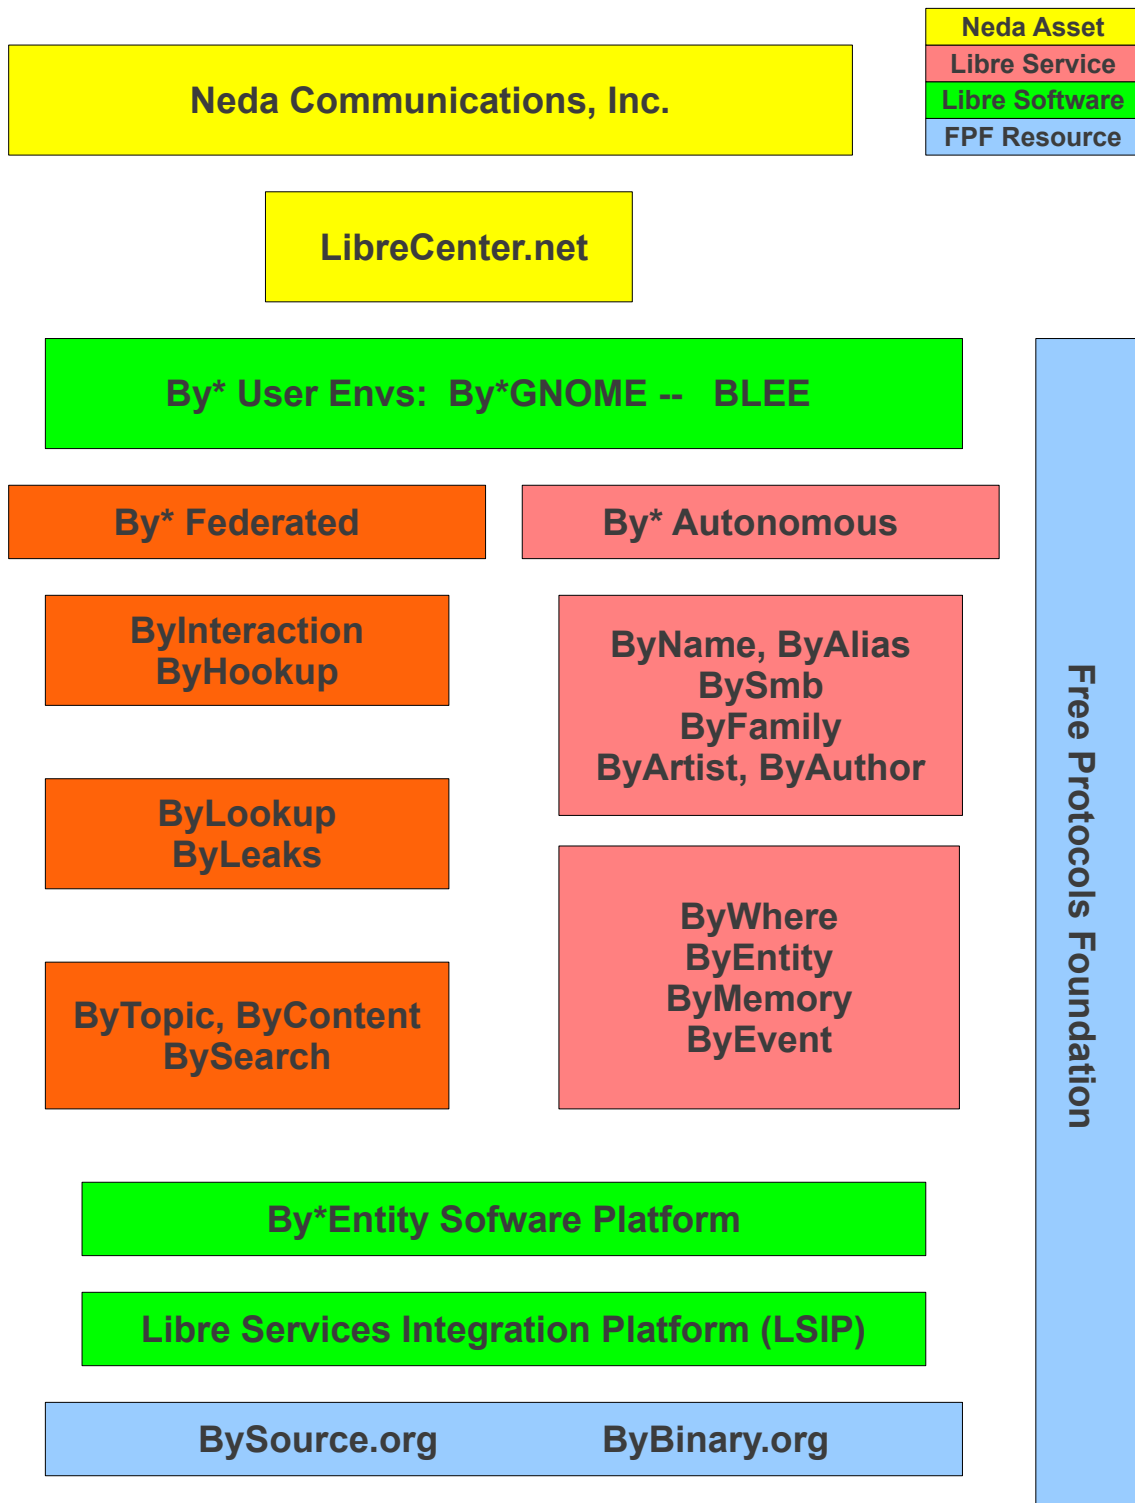 Neda Asset
Libre Service
Libre Software
FPF Resource
Neda Communications, Inc.
LibreCenter.net
By* User Envs:  By*GNOME --   BLEE
By* Federated
By* Autonomous
ByInteraction
ByHookup
ByName, ByAlias
BySmb
ByFamily
ByArtist, ByAuthor
ByLookup
ByLeaks
ByWhere
ByEntity
ByMemory
ByEvent
ByTopic, ByContent
BySearch
Free Protocols Foundation
By*Entity Sofware Platform
Libre Services Integration Platform (LSIP)
BySource.org
ByBinary.org